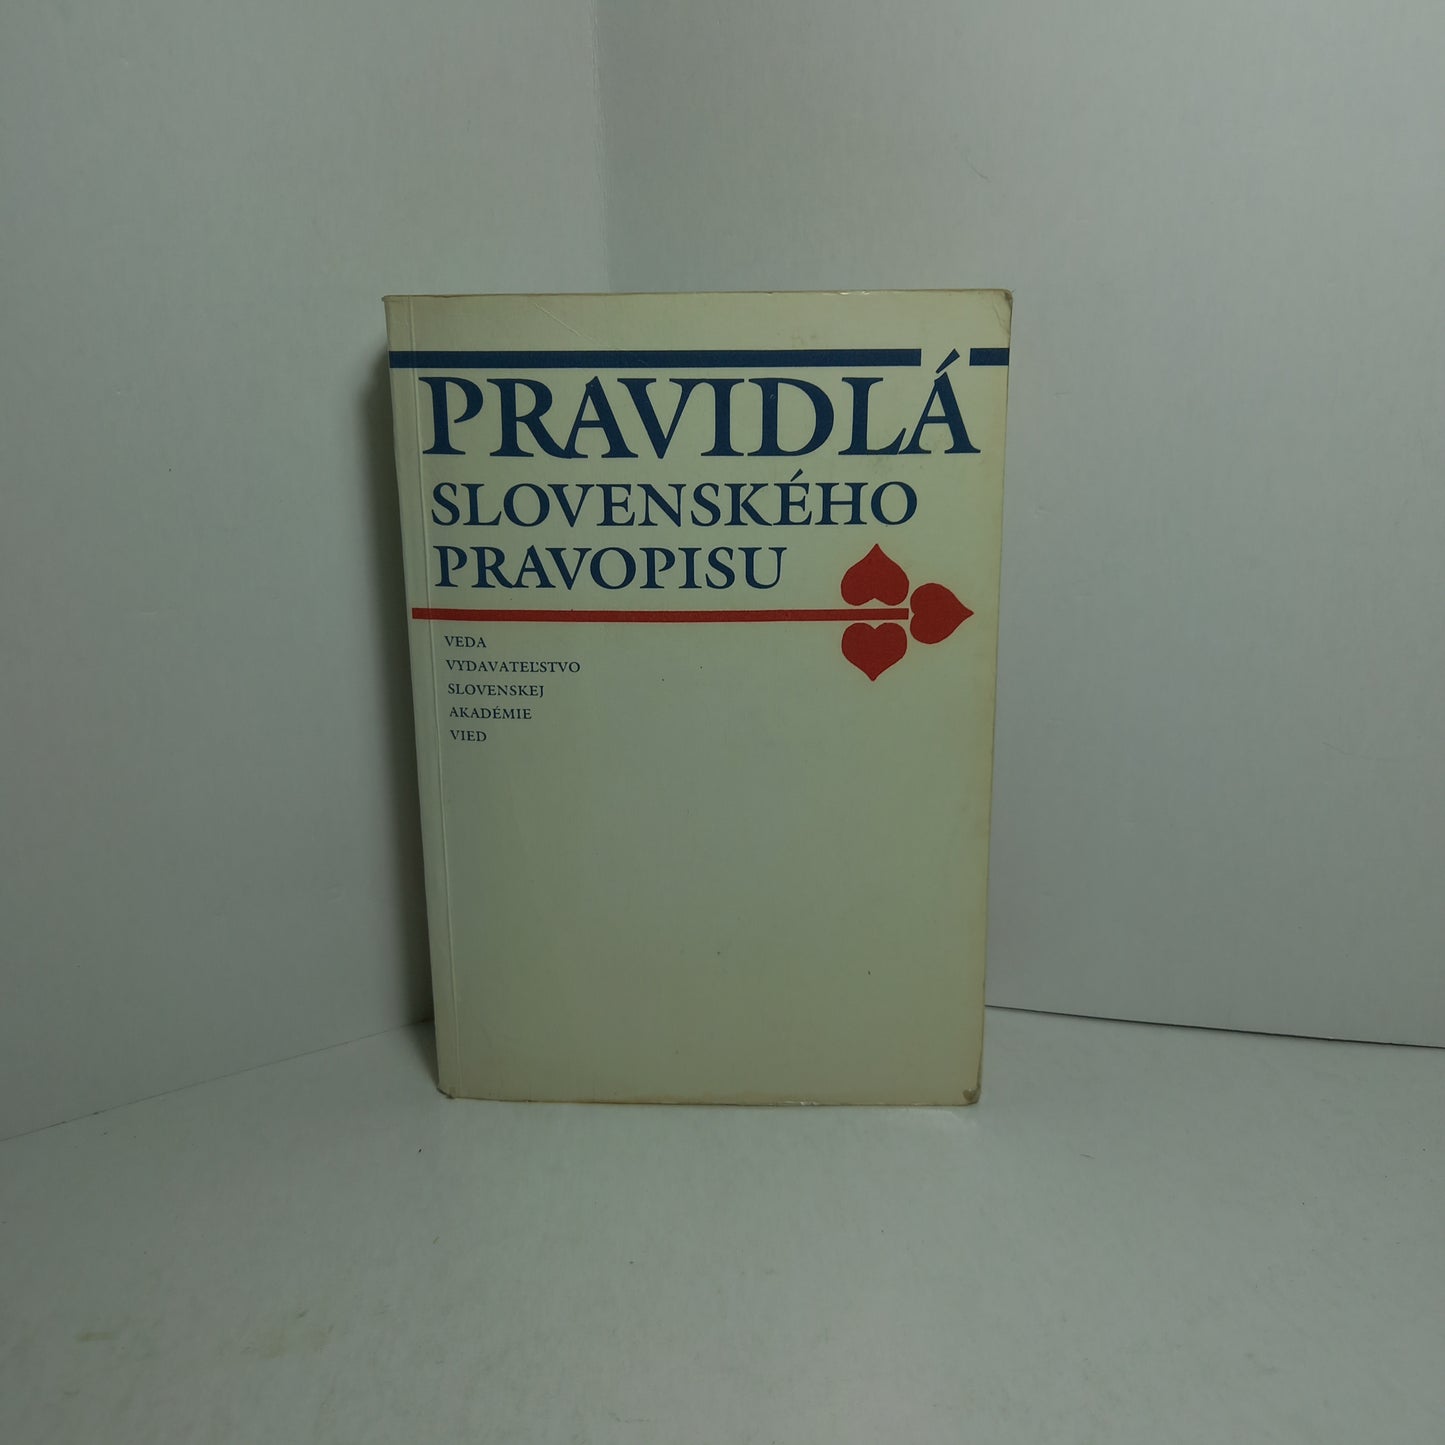 PRAVIDLÁ
SLOVENSKÉHO
PRAVOPISU
VEDA
VYDAVATEĽSTVO
SLOVENSKEJ
AKADÉMIE
VIED